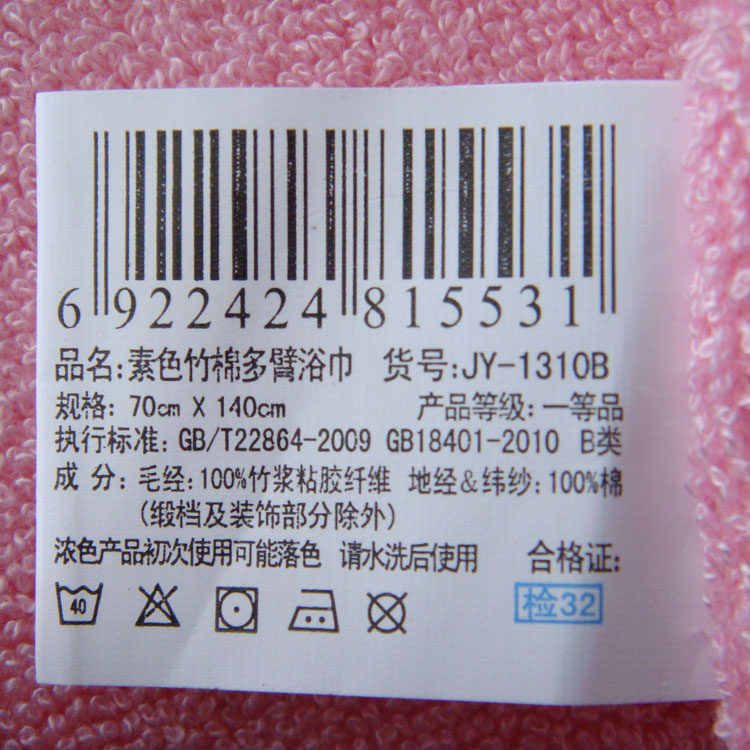 6 922424 815531
品名:素色竹棉多臂浴巾 货号:JY-1310B
规格: 70cm X 140cm 产品等级: 一等品
执行标准: GB/T22864-2009 GB18401-2010 B类
成 分: 毛经: 100%竹浆粘胶纤维 地经&纬纱: 100%棉
(缎档及装饰部分除外)
浓色产品初次使用可能落色 请水洗后使用 合格证:
40 检32